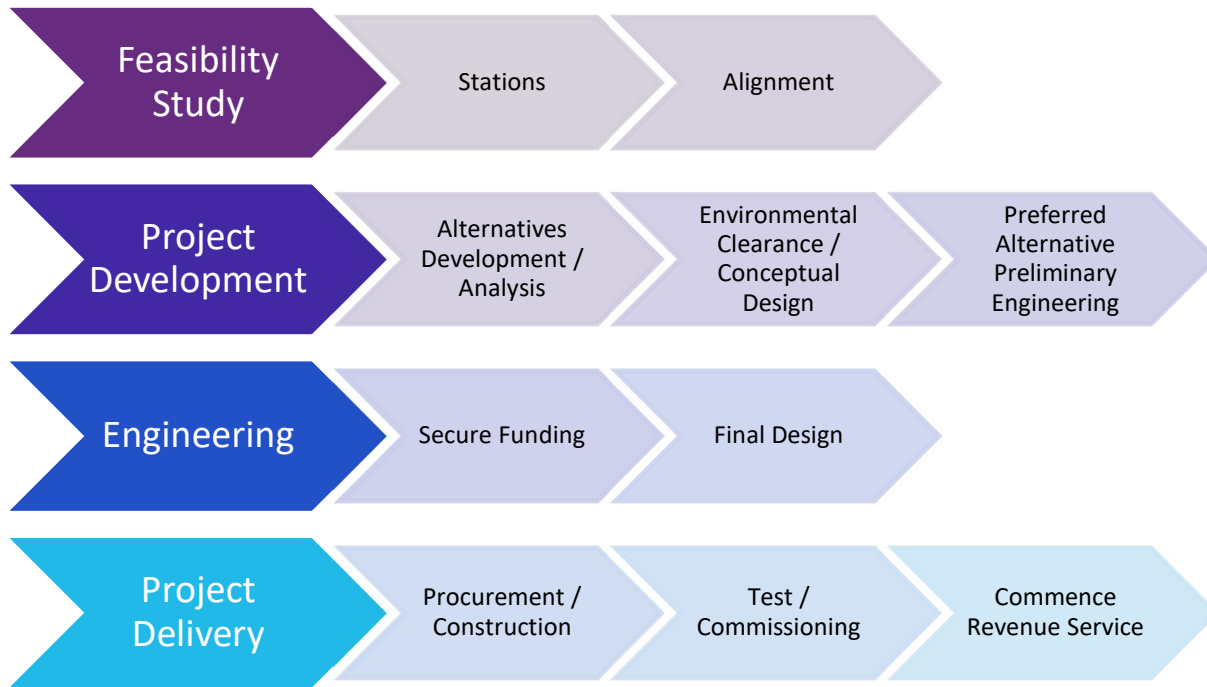 Feasibility
Study
Stations
Alignment
Project
Development
Alternatives
Development /
Analysis
Environmental
Clearance /
Conceptual
Design
Preferred
Alternative
Preliminary
Engineering
Engineering
Secure Funding
Final Design
Project
Delivery
Procurement /
Construction
Test /
Commissioning
Commence
Revenue Service